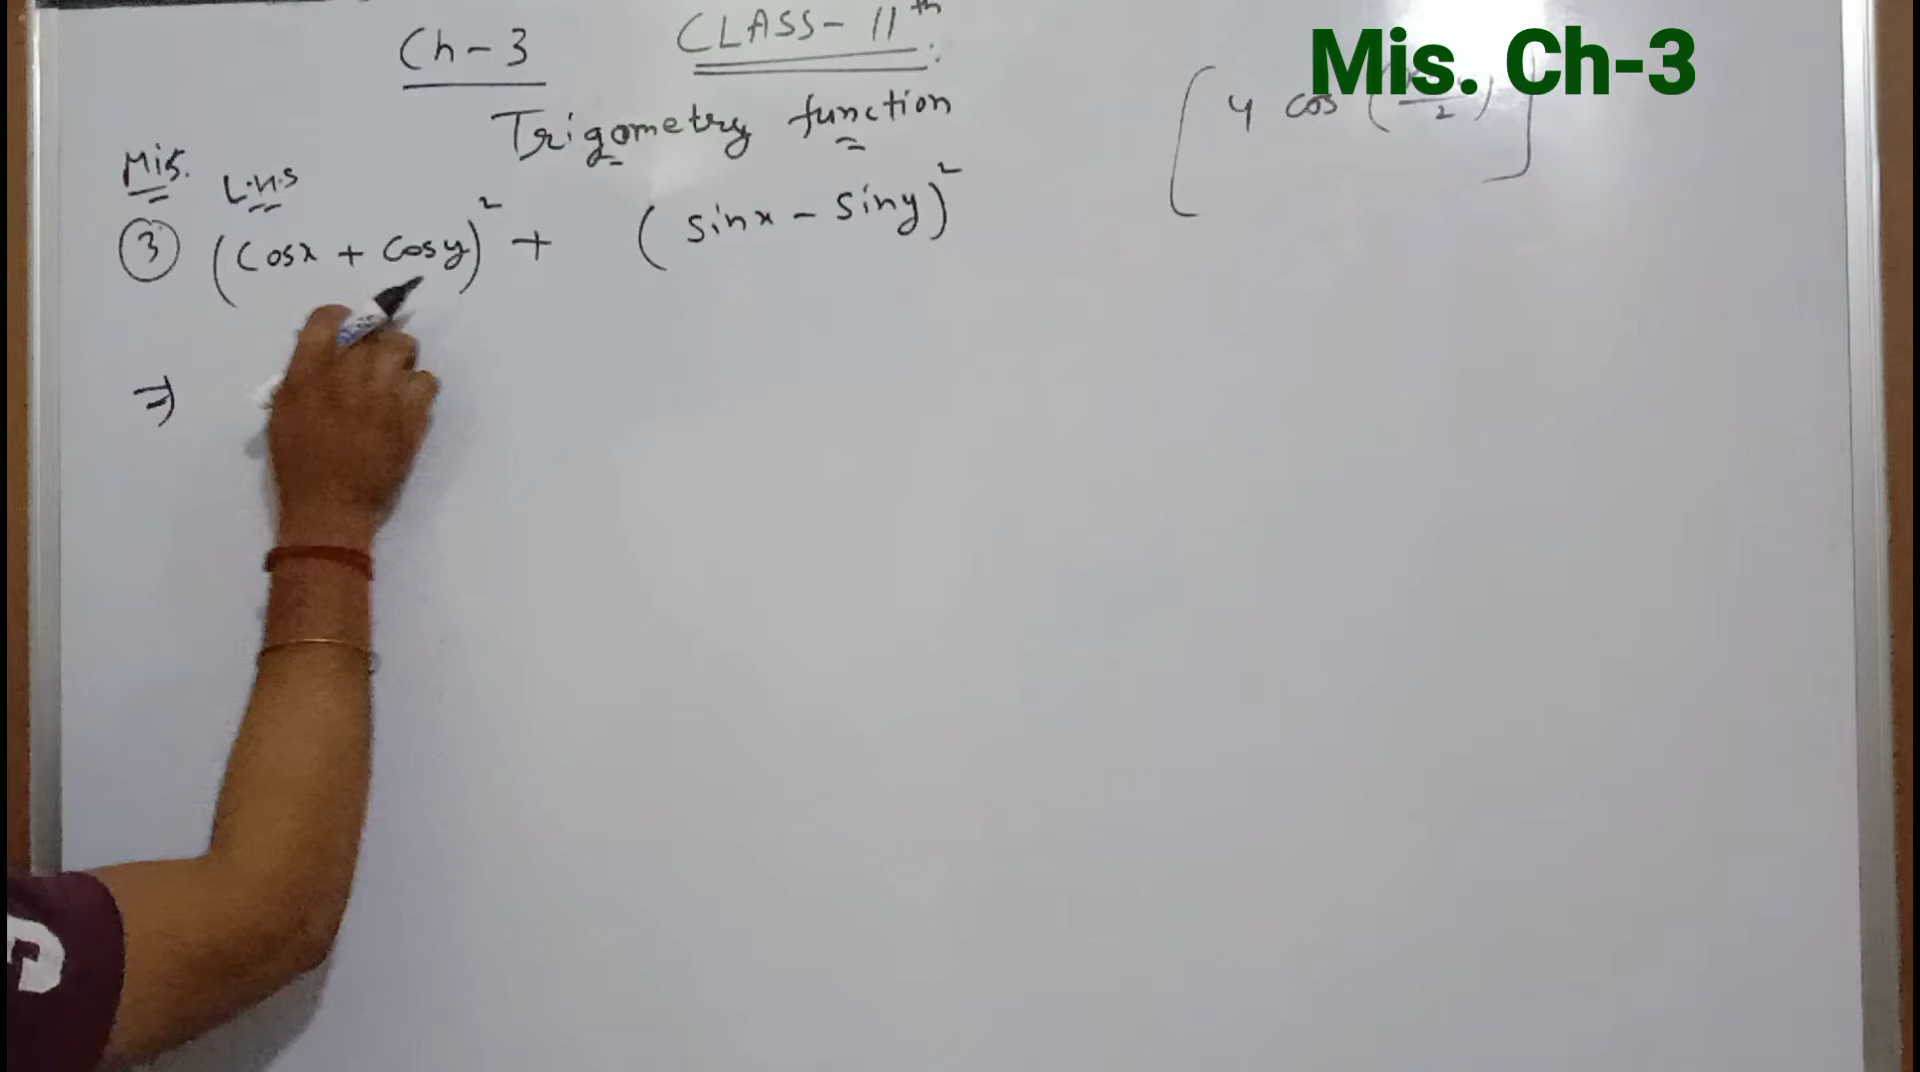 Ch-3 CLASS-11th
Mis. Ch-3
Trigometry function
[4 cos ( 2 )]
Mis. L.H.S
③ (cosx + cosy)² + (sinx - siny)²
⇒